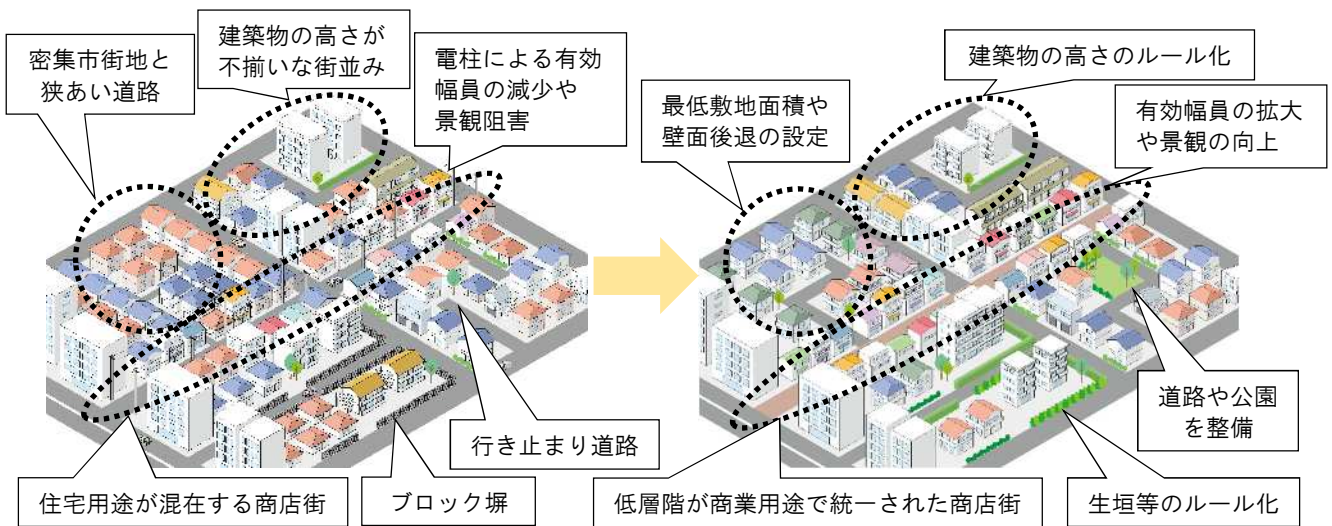 密集市街地と
狭あい道路
建築物の高さが
不揃いな街並み
電柱による有効
幅員の減少や
景観阻害
行き止まり道路
住宅用途が混在する商店街
ブロック塀
建築物の高さのルール化
最低敷地面積や
壁面後退の設定
有効幅員の拡大
や景観の向上
道路や公園
を整備
低層階が商業用途で統一された商店街
生垣等のルール化